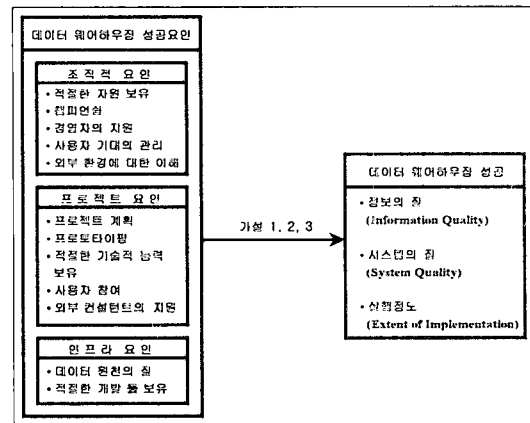 데이터 웨어하우징 성공요인
조직적 요인
• 적절한 자원 보유
• 챔피언쉽
• 경영자의 지원
• 사용자 기대의 관리
• 외부 환경에 대한 이해
프로젝트 요인
• 프로젝트 계획
• 프로토타이핑
• 적절한 기술적 능력
보유
• 사용자 참여
• 외부 컨설턴트의 지원
인프라 요인
• 데이터 원천의 질
• 적절한 개발 툴 보유
가설 1, 2, 3
데이터 웨어하우징 성공
• 정보의 질
(Information Quality)
• 시스템의 질
(System Quality)
• 실행정도
(Extent of Implementation)